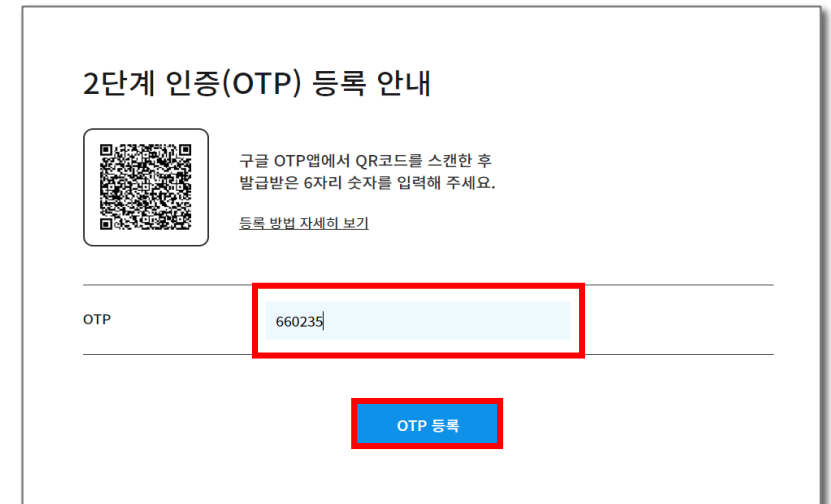 2단계 인증(OTP) 등록 안내
구글 OTP앱에서 QR코드를 스캔한 후
발급받은 6자리 숫자를 입력해 주세요.
등록 방법 자세히 보기
OTP
660235
OTP 등록